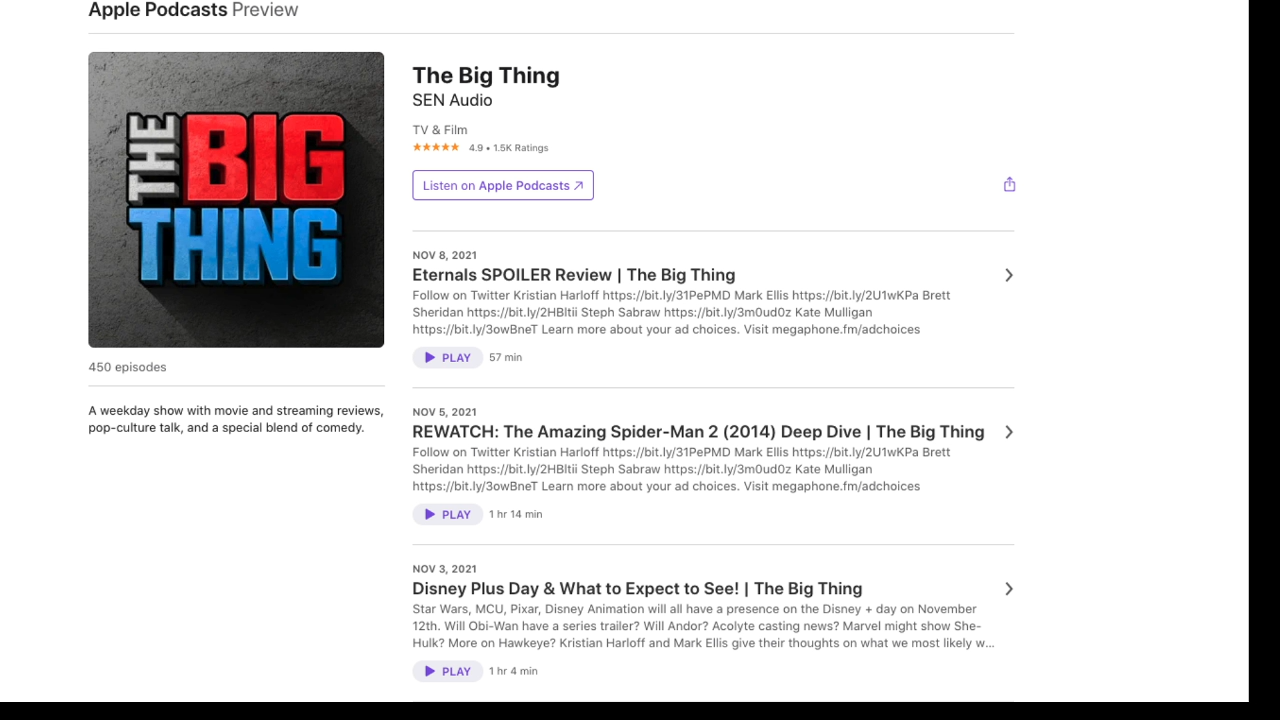 Apple Podcasts Preview
THE BIG THING
The Big Thing
SEN Audio
TV & Film
4.9 • 1.5K Ratings
Listen on Apple Podcasts ↗
NOV 8, 2021
Eternals SPOILER Review | The Big Thing
Follow on Twitter Kristian Harloff https://bit.ly/31PePMD Mark Ellis https://bit.ly/2U1wKPa Brett
Sheridan https://bit.ly/2HBltii Steph Sabraw https://bit.ly/3m0ud0z Kate Mulligan
https://bit.ly/3owBneT Learn more about your ad choices. Visit megaphone.fm/adchoices
PLAY 57 min
450 episodes
A weekday show with movie and streaming reviews,
pop-culture talk, and a special blend of comedy.
NOV 5, 2021
REWATCH: The Amazing Spider-Man 2 (2014) Deep Dive | The Big Thing
Follow on Twitter Kristian Harloff https://bit.ly/31PePMD Mark Ellis https://bit.ly/2U1wKPa Brett
Sheridan https://bit.ly/2HBltii Steph Sabraw https://bit.ly/3m0ud0z Kate Mulligan
https://bit.ly/3owBneT Learn more about your ad choices. Visit megaphone.fm/adchoices
PLAY 1 hr 14 min
NOV 3, 2021
Disney Plus Day & What to Expect to See! | The Big Thing
Star Wars, MCU, Pixar, Disney Animation will all have a presence on the Disney + day on November
12th. Will Obi-Wan have a series trailer? Will Andor? Acolyte casting news? Marvel might show She-
Hulk? More on Hawkeye? Kristian Harloff and Mark Ellis give their thoughts on what we most likely w...
PLAY 1 hr 4 min